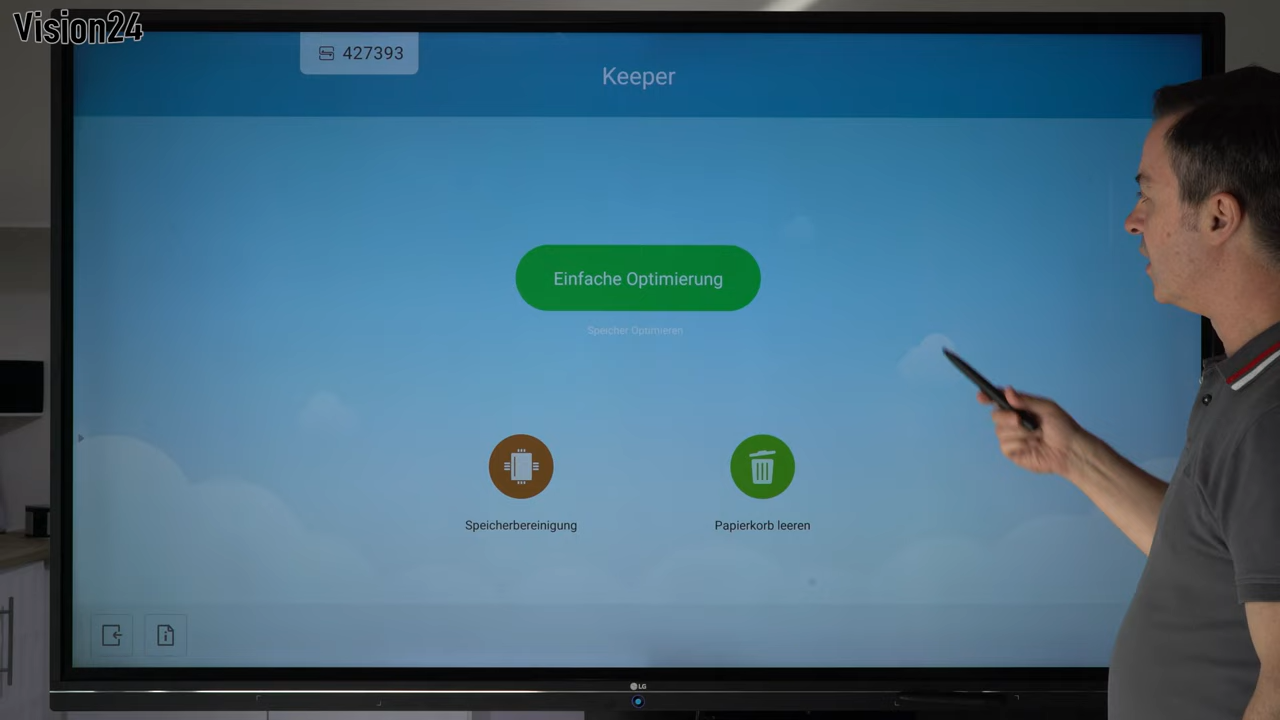 Vision24
427393
Keeper
Einfache Optimierung
Speicher Optimieren
Speicherbereinigung
Papierkorb leeren
LG